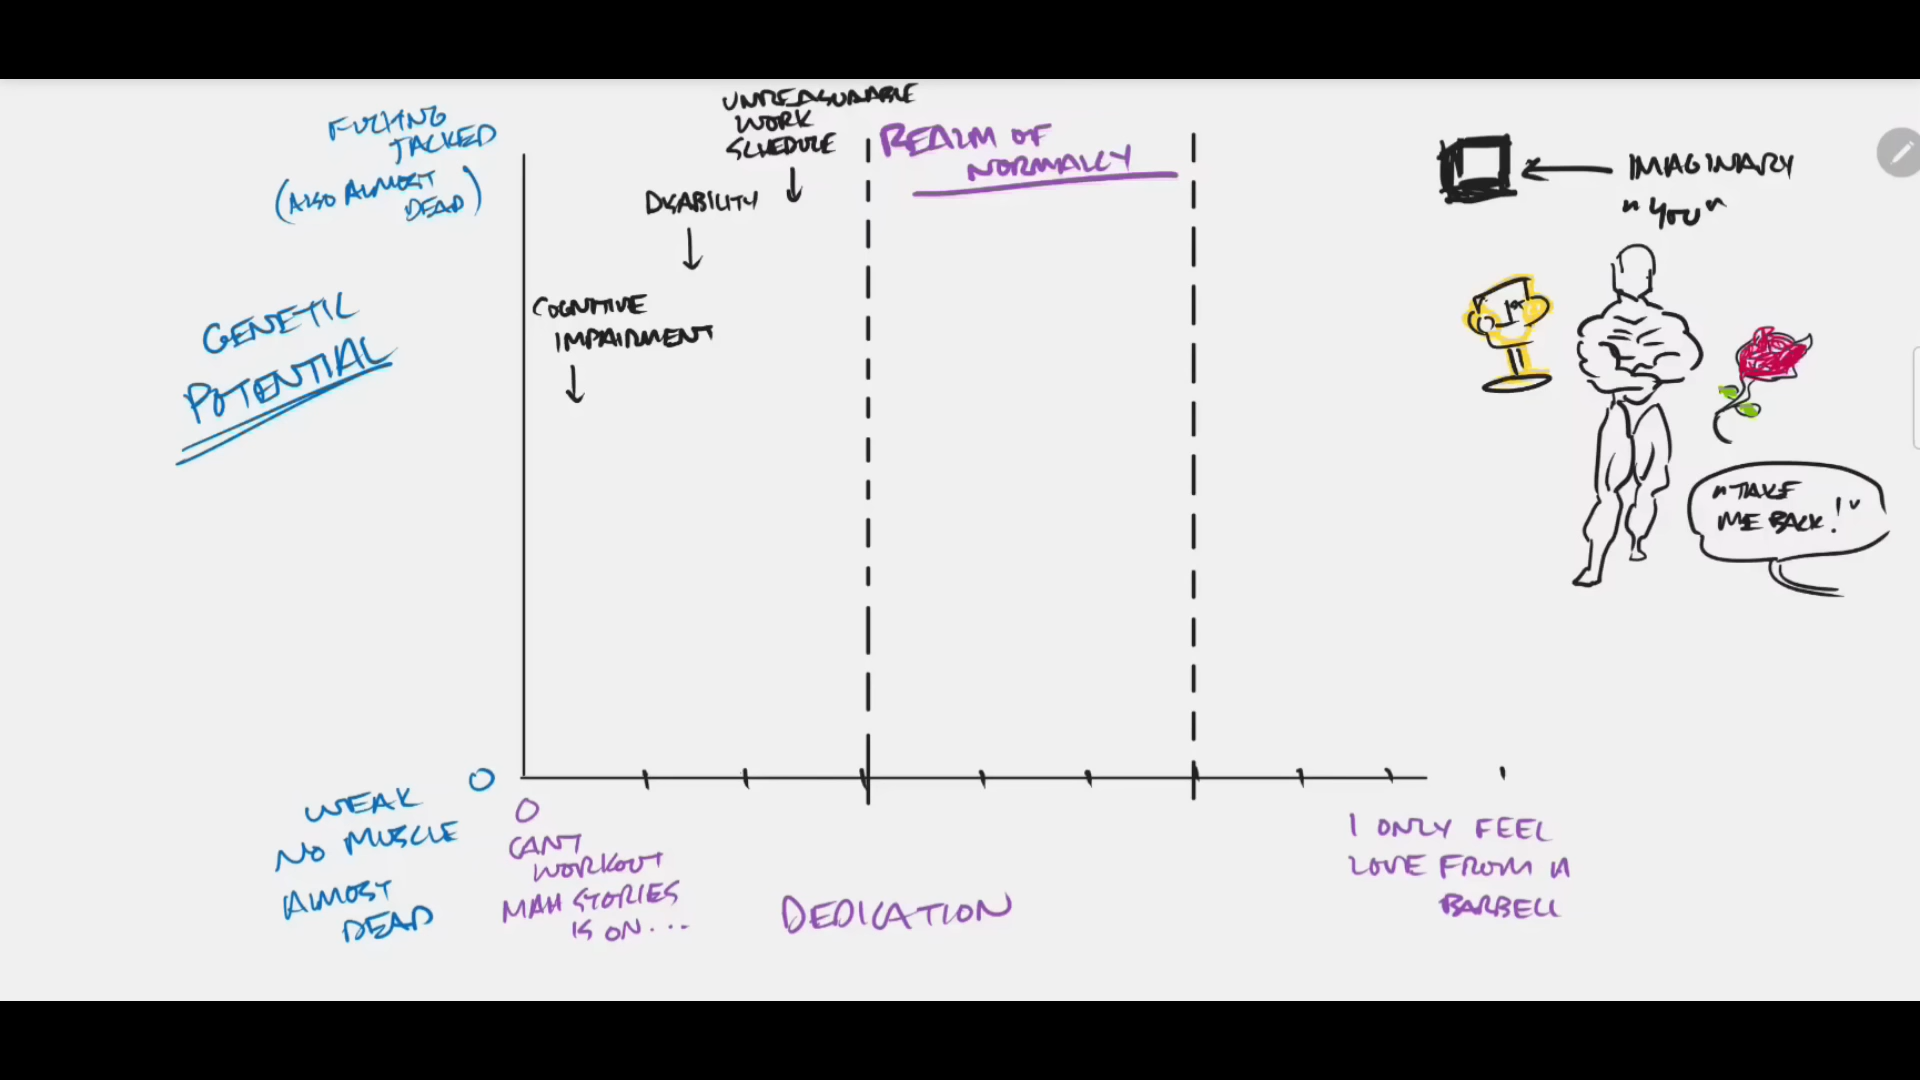 FUCKING
JACKED
(ALSO ALMOST
DEAD)
GENETIC
POTENTIAL
UNREASONABLE
WORK
SCHEDULE
DISABILITY
COGNITIVE
IMPAIRMENT
REALM OF
NORMALCY
IMAGINARY
"YOU"
1st
"TAKE
ME BACK!"
0
WEAK
NO MUSCLE
ALMOST
DEAD
0
CANT
WORKOUT
MAH STORIES
IS ON...
DEDICATION
I ONLY FEEL
LOVE FROM A
BARBELL